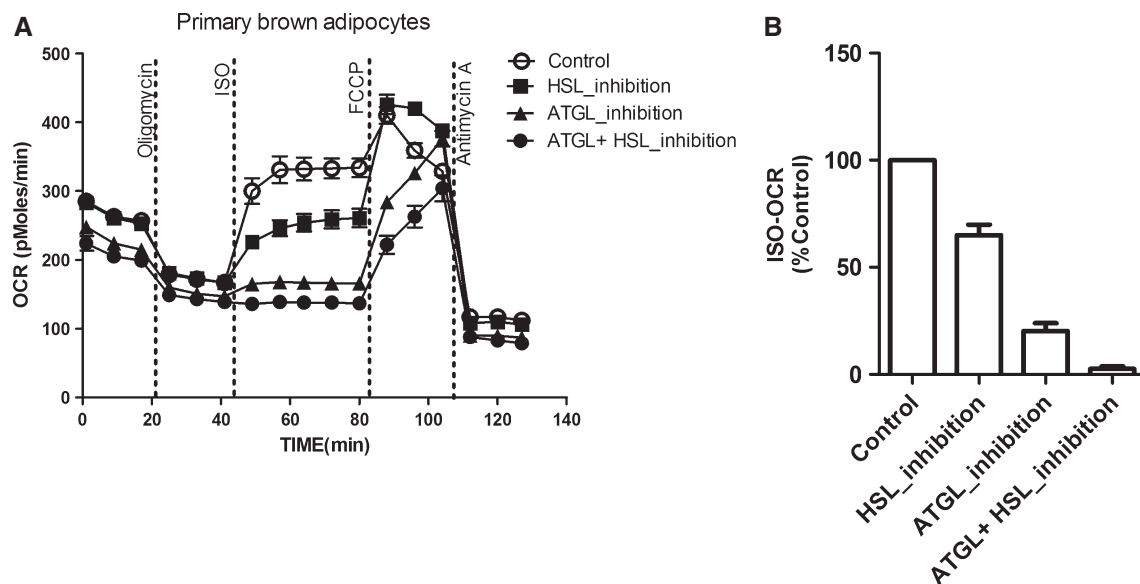 A
Primary brown adipocytes
Oligomycin
ISO
FCCP
Antimycin A
Control
HSL_inhibition
ATGL_inhibition
ATGL+ HSL_inhibition
OCR (pMoles/min)
500
400
300
200
100
0
0 20 40 60 80 100 120 140
TIME(min)
B
ISO-OCR
(%Control)
150
100
50
0
Control
HSL_inhibition
ATGL_inhibition
ATGL+ HSL_inhibition